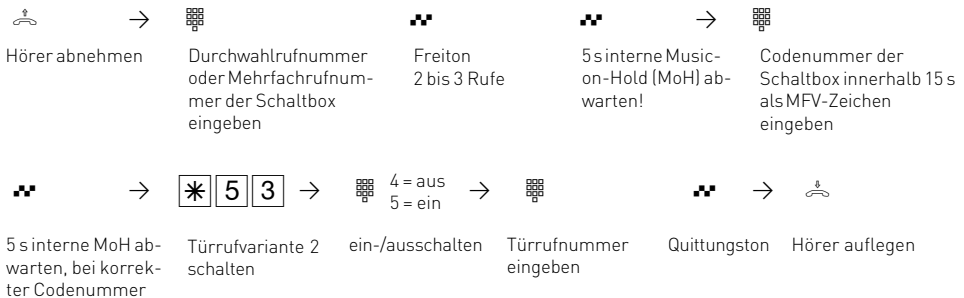 Hörer abnehmen
Durchwahlrufnummer
oder Mehrfachrufnum-
mer der Schaltbox
eingeben
Freiton
2 bis 3 Rufe
5 s interne Music-
on-Hold (MoH) ab-
warten!
Codenummer der
Schaltbox innerhalb 15 s
als MFV-Zeichen
eingeben
* 5 3
4 = aus
5 = ein
5 s interne MoH ab-
warten, bei korrek-
ter Codenummer
Türrufvariante 2
schalten
ein-/ausschalten
Türrufnummer
eingeben
Quittungston
Hörer auflegen